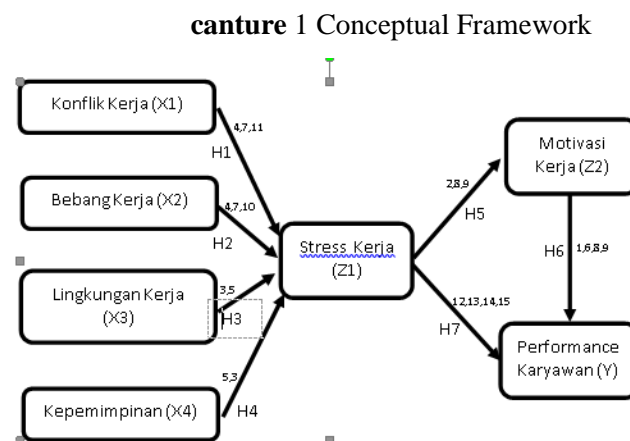 canture 1 Conceptual Framework
Konflik Kerja (X1)
4,7,11
H1
Bebang Kerja (X2)
4,7,10
H2
Lingkungan Kerja
(X3)
3,5
H3
Kepemimpinan (X4)
5,3
H4
Stress Kerja
(Z1)
2,8,9
H5
Motivasi
Kerja (Z2)
H6
1,6,8,9
12,13,14,15
H7
Performance
Karyawan (Y)